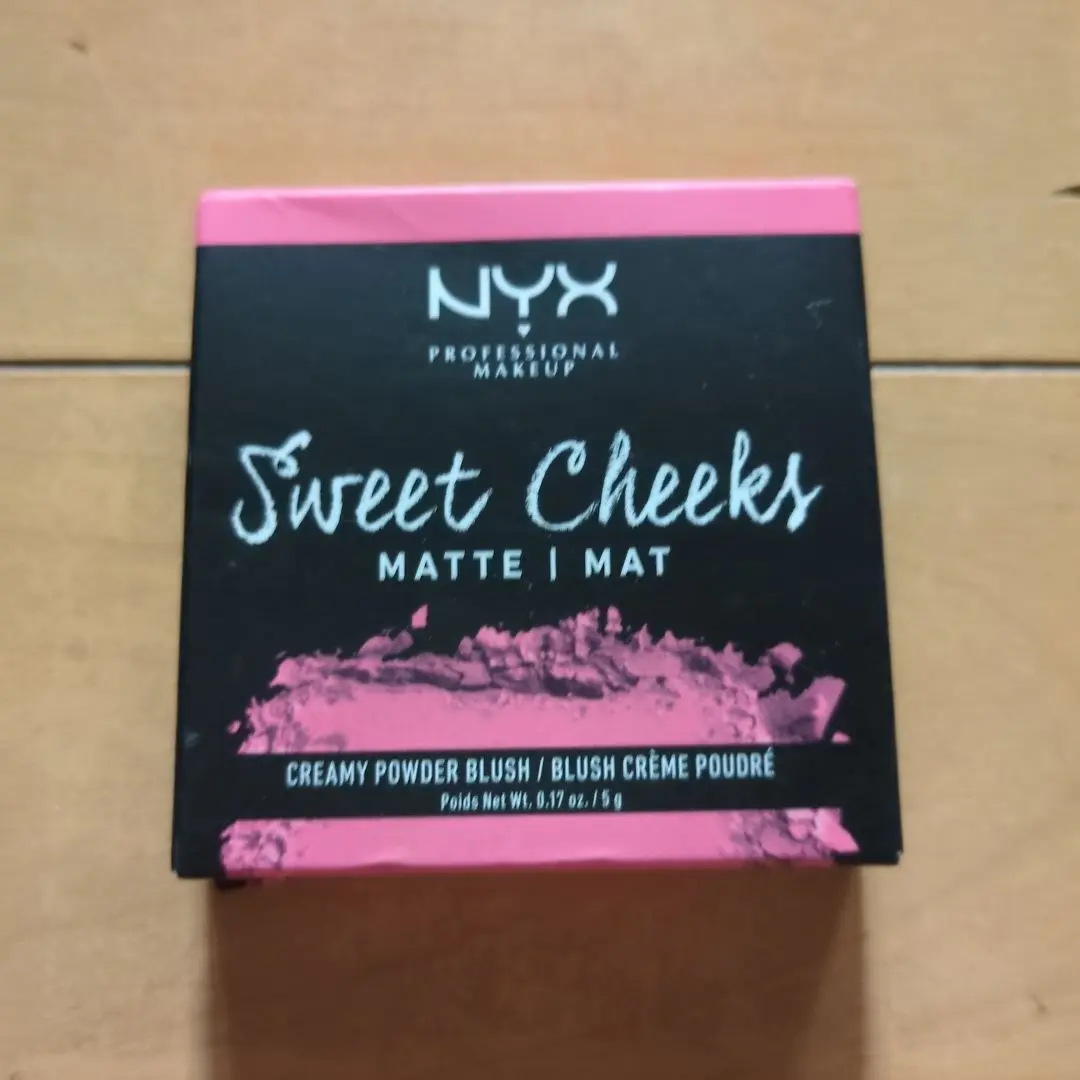 NYX
PROFESSIONAL
MAKEUP
Sweet Cheeks
MATTE | MAT
CREAMY POWDER BLUSH / BLUSH CRÈME POUDRÉ
Poids Net Wt. 0.17 oz. / 5 g